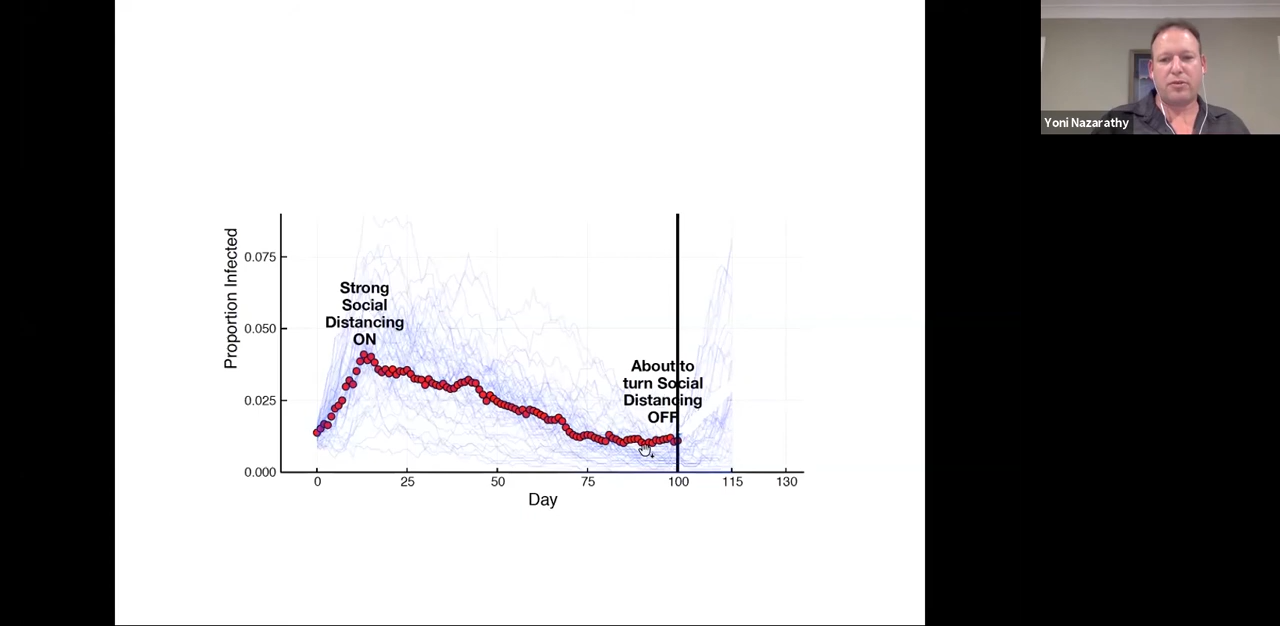 Yoni Nazarathy
Proportion Infected
0.075
0.050
0.025
0.000
Strong
Social
Distancing
ON
About to
turn Social
Distancing
OFF
0
25
50
75
100
115
130
Day